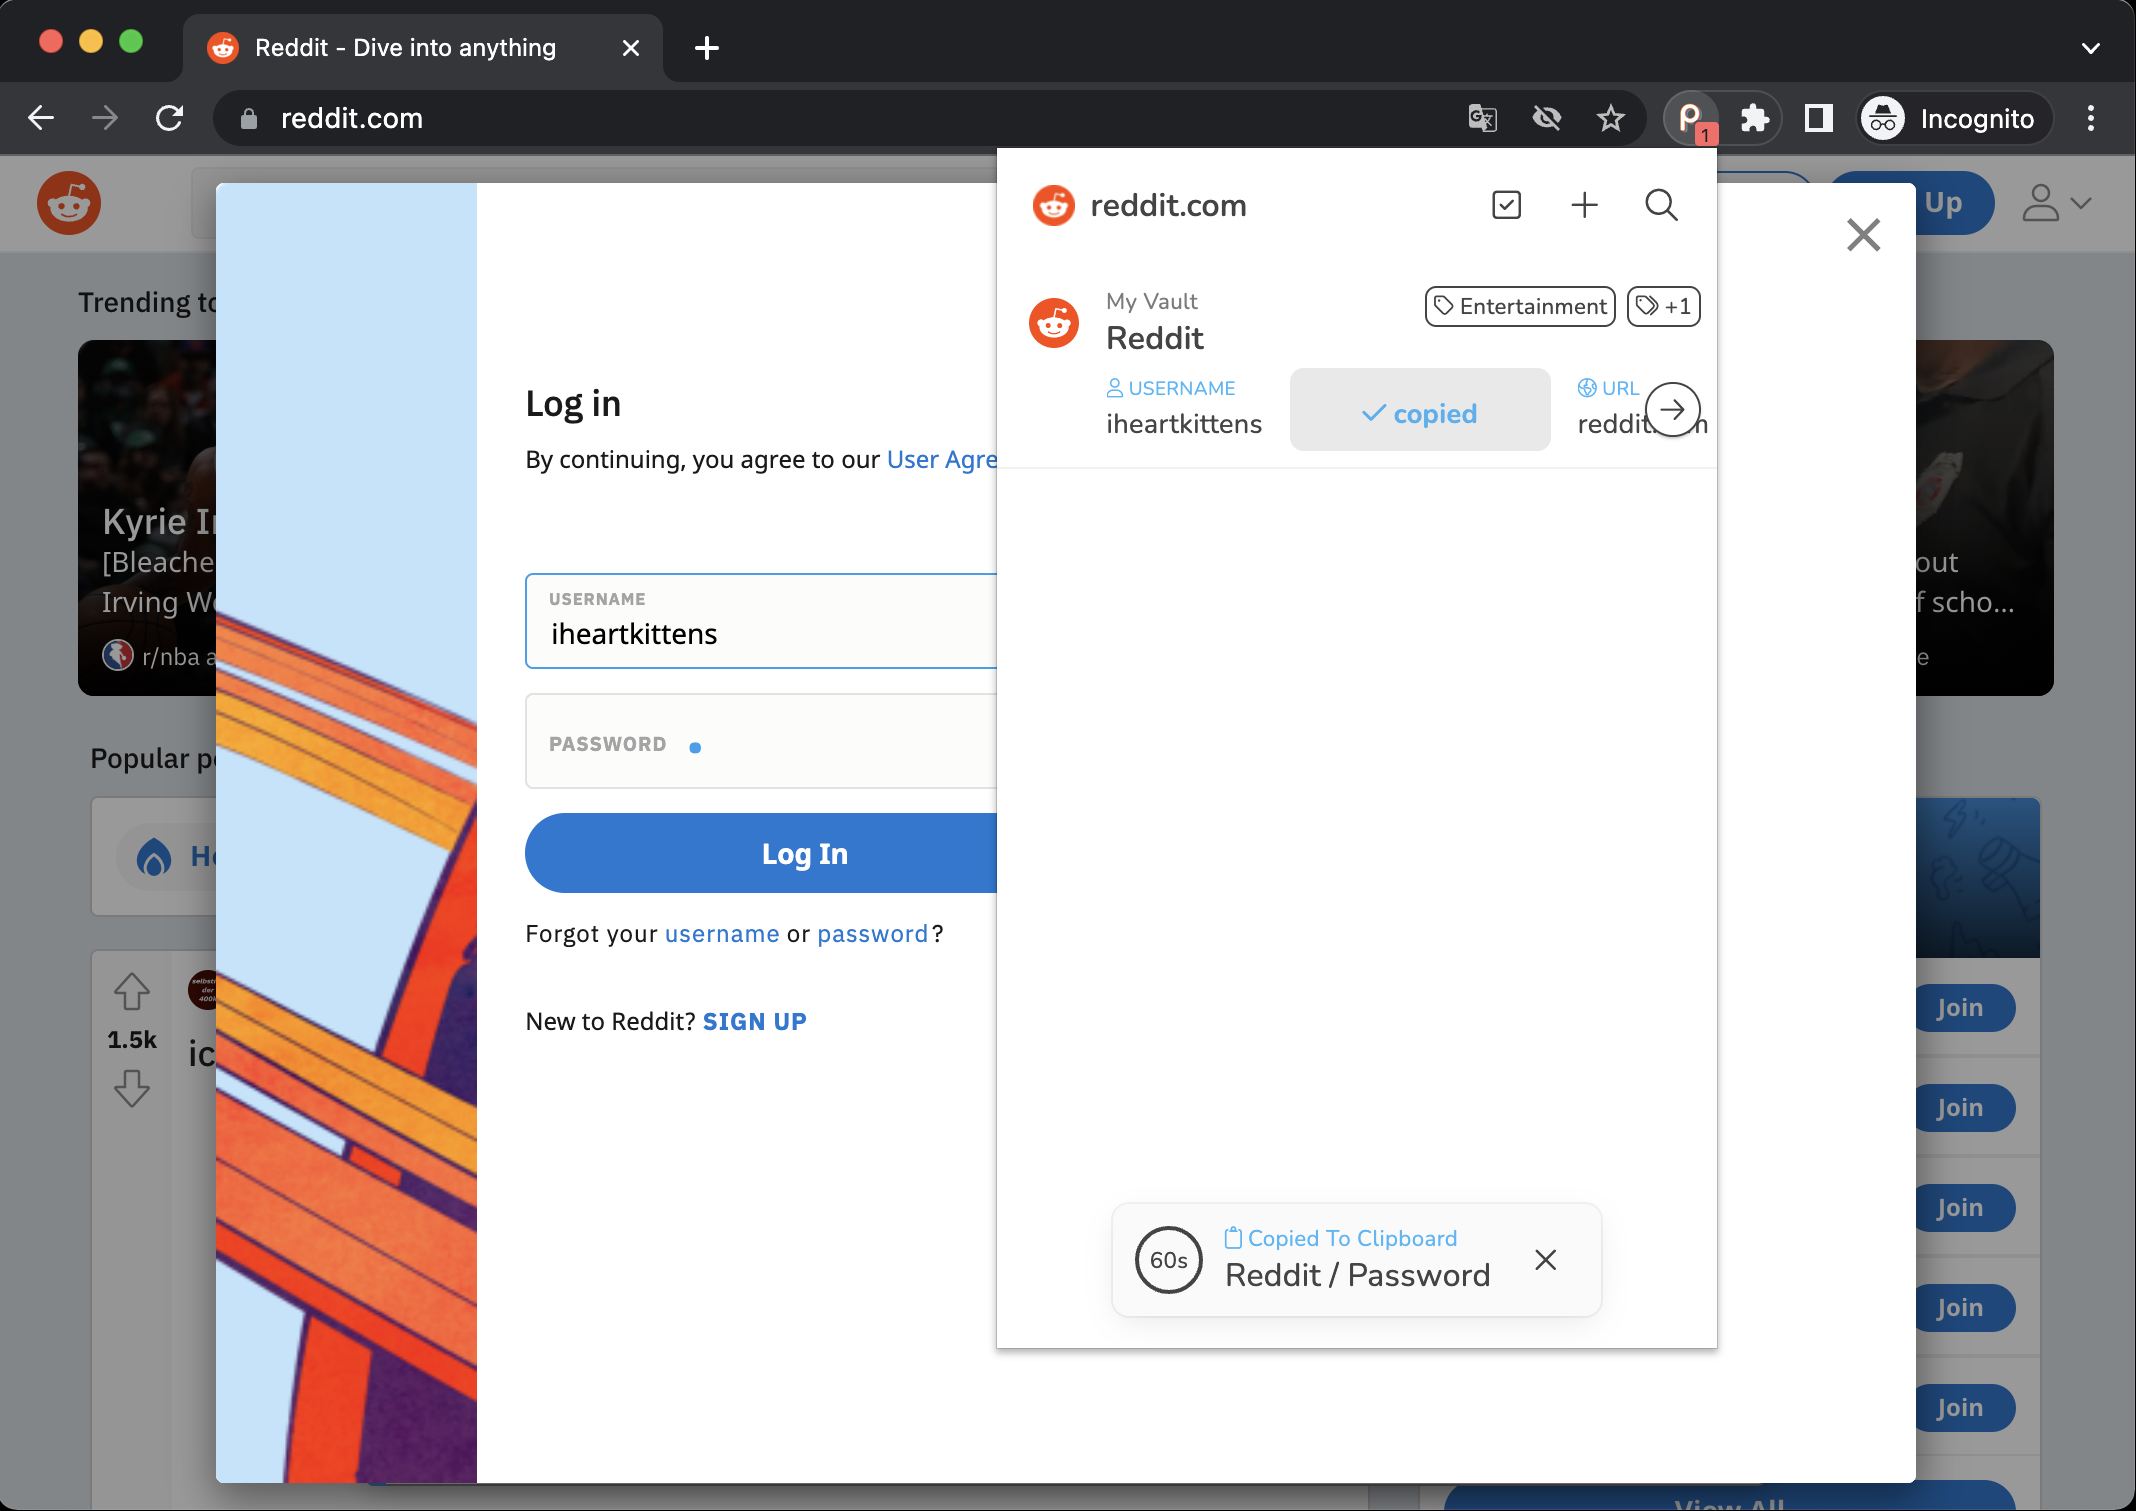 Reddit - Dive into anything
reddit.com
1
Incognito
Up
Trending to
Kyrie I
[Bleache
Irving W
r/nba a
out
f scho...
e
Popular p
H
1.5k
ic
Join
Join
Join
Join
Join
View All
Log in
By continuing, you agree to our User Agre
USERNAME
iheartkittens
PASSWORD
Log In
Forgot your username or password?
New to Reddit? SIGN UP
reddit.com
My Vault
Reddit
Entertainment
+1
USERNAME
iheartkittens
copied
URL
reddit.
60s
Copied To Clipboard
Reddit / Password